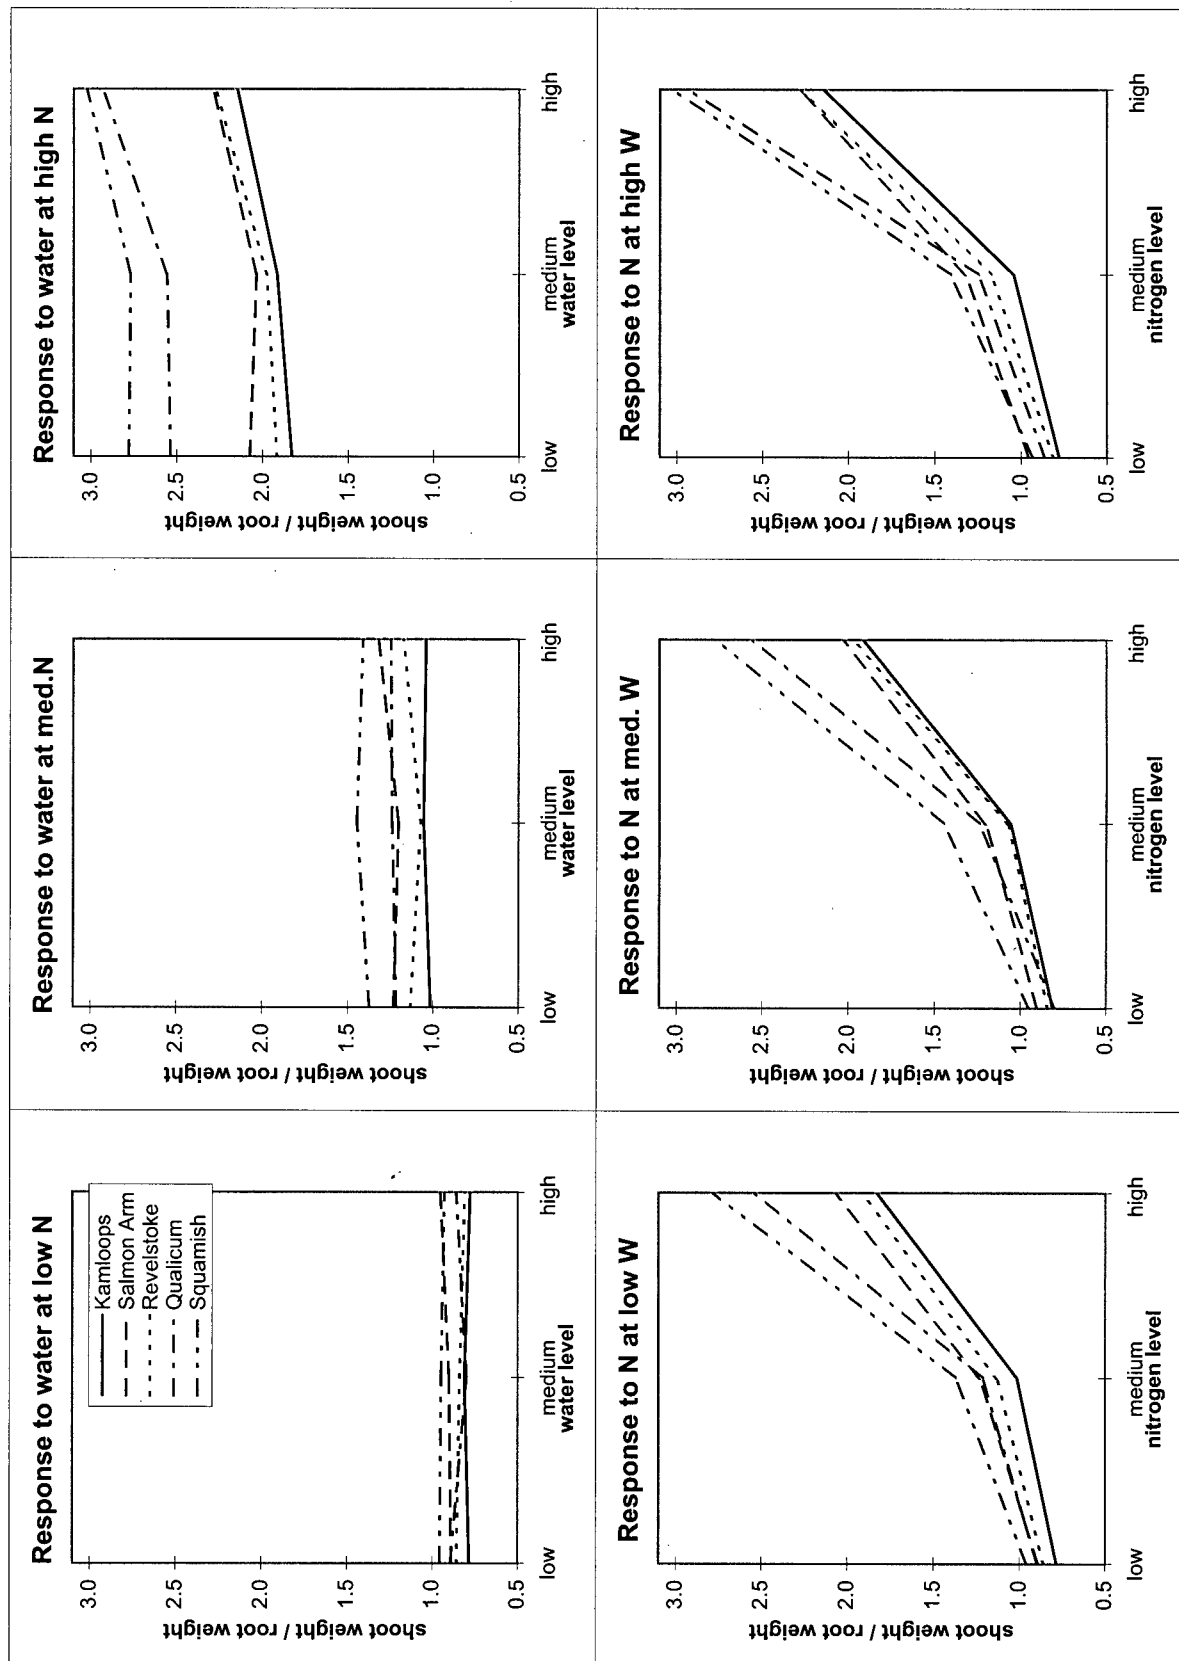 Response to water at low N
shoot weight / root weight
3.0
2.5
2.0
1.5
1.0
0.5
Kamloops
Salmon Arm
Revelstoke
Qualicum
Squamish
low
medium
high
water level
Response to water at med.N
shoot weight / root weight
3.0
2.5
2.0
1.5
1.0
0.5
low
medium
high
water level
Response to water at high N
shoot weight / root weight
3.0
2.5
2.0
1.5
1.0
0.5
low
medium
high
water level
Response to N at low W
shoot weight / root weight
3.0
2.5
2.0
1.5
1.0
0.5
low
medium
high
nitrogen level
Response to N at med. W
shoot weight / root weight
3.0
2.5
2.0
1.5
1.0
0.5
low
medium
high
nitrogen level
Response to N at high W
shoot weight / root weight
3.0
2.5
2.0
1.5
1.0
0.5
low
medium
high
nitrogen level